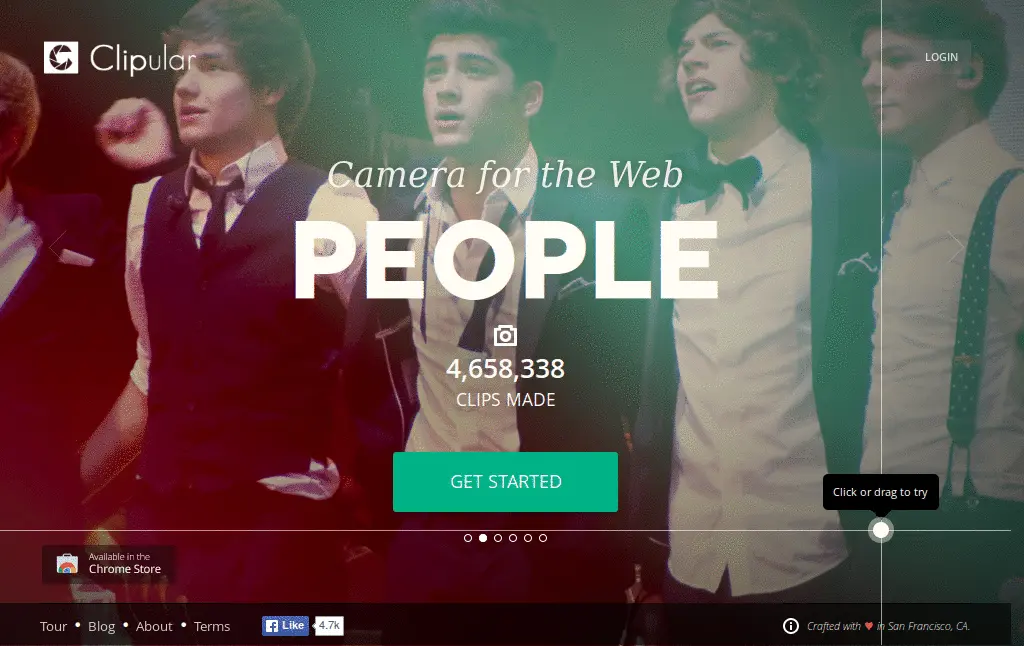 Clipular
LOGIN
Camera for the Web
PEOPLE
4,658,338
CLIPS MADE
GET STARTED
Click or drag to try
Available in the
Chrome Store
Tour • Blog • About • Terms
Like 4.7k
Crafted with ♥ in San Francisco, CA.